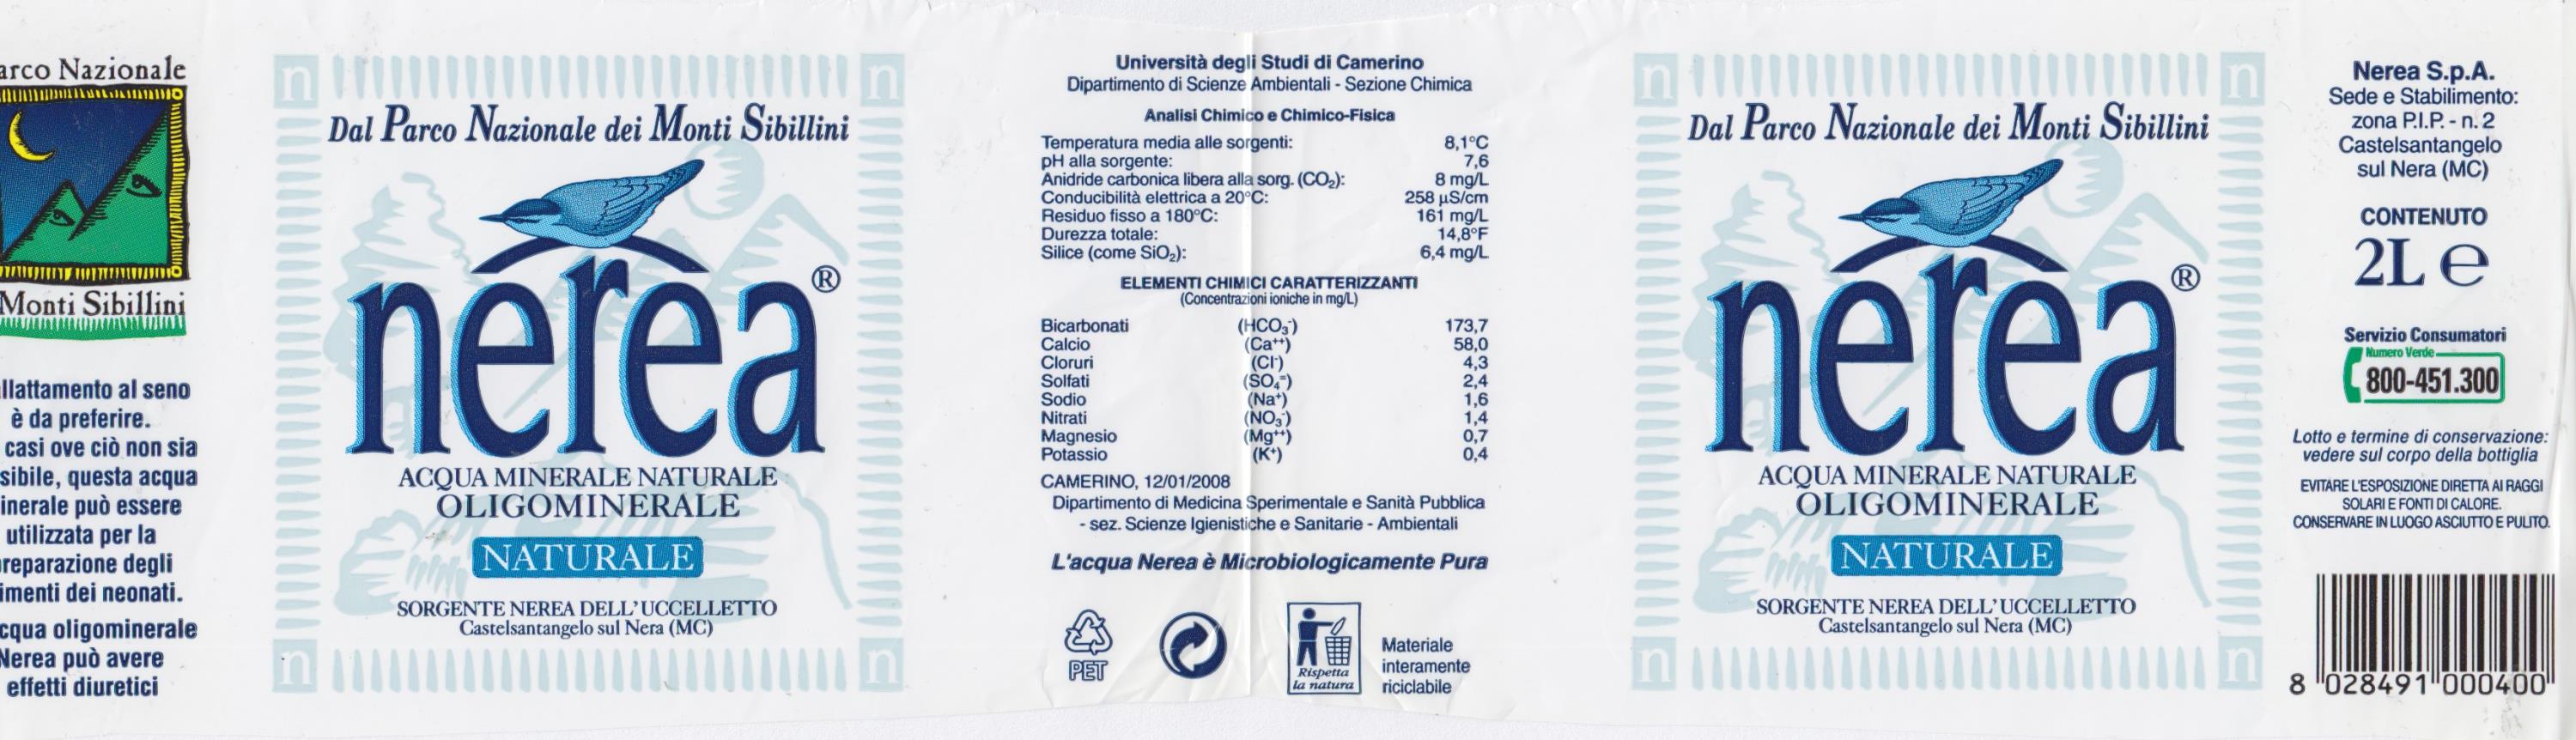 Parco Nazionale
Monti Sibillini
è da preferire.
casi ove ciò non sia
questa acqua
può essere
utilizzata per la
degli
dei neonati.
oligominerale
Nerea può avere
effetti diuretici
n n
Dal Parco Nazionale dei Monti Sibillini
nerea®
ACQUA MINERALE NATURALE
OLIGOMINERALE
NATURALE
SORGENTE NEREA DELL'UCCELLETTO
Castelsantangelo sul Nera (MC)
n n
Università degli Studi di Camerino
Dipartimento di Scienze Ambientali - Sezione Chimica
Analisi Chimico e Chimico-Fisica
Temperatura media alle sorgenti: 8,1°C
pH alla sorgente: 7,6
Anidride carbonica libera alla sorg. (CO₂): 8 mg/L
Conducibilità elettrica a 20°C: 258 µS/cm
Residuo fisso a 180°C: 161 mg/L
Durezza totale: 14,8°F
Silice (come SiO₂): 6,4 mg/L
ELEMENTI CHIMICI CARATTERIZZANTI
(Concentrazioni ioniche in mg/L)
Bicarbonati (HCO₃⁻) 173,7
Calcio (Ca⁺⁺) 58,0
Cloruri (Cl⁻) 4,3
Solfati (SO₄⁼) 2,4
Sodio (Na⁺) 1,6
Nitrati (NO₃⁻) 1,4
Magnesio (Mg⁺⁺) 0,7
Potassio (K⁺) 0,4
CAMERINO, 12/01/2008
Dipartimento di Medicina Sperimentale e Sanità Pubblica
- sez. Scienze Igienistiche e Sanitarie - Ambientali
L'acqua Nerea è Microbiologicamente Pura
PET
Rispetta
la natura
Materiale
interamente
riciclabile
n n
Dal Parco Nazionale dei Monti Sibillini
nerea®
ACQUA MINERALE NATURALE
OLIGOMINERALE
NATURALE
SORGENTE NEREA DELL'UCCELLETTO
Castelsantangelo sul Nera (MC)
n n
Nerea S.p.A.
Sede e Stabilimento:
zona P.I.P. - n. 2
Castelsantangelo
sul Nera (MC)
CONTENUTO
2L e
Servizio Consumatori
Numero Verde
800-451.300
Lotto e termine di conservazione:
vedere sul corpo della bottiglia
EVITARE L'ESPOSIZIONE DIRETTA AI RAGGI
SOLARI E FONTI DI CALORE.
CONSERVARE IN LUOGO ASCIUTTO E PULITO.
8 028491 000400